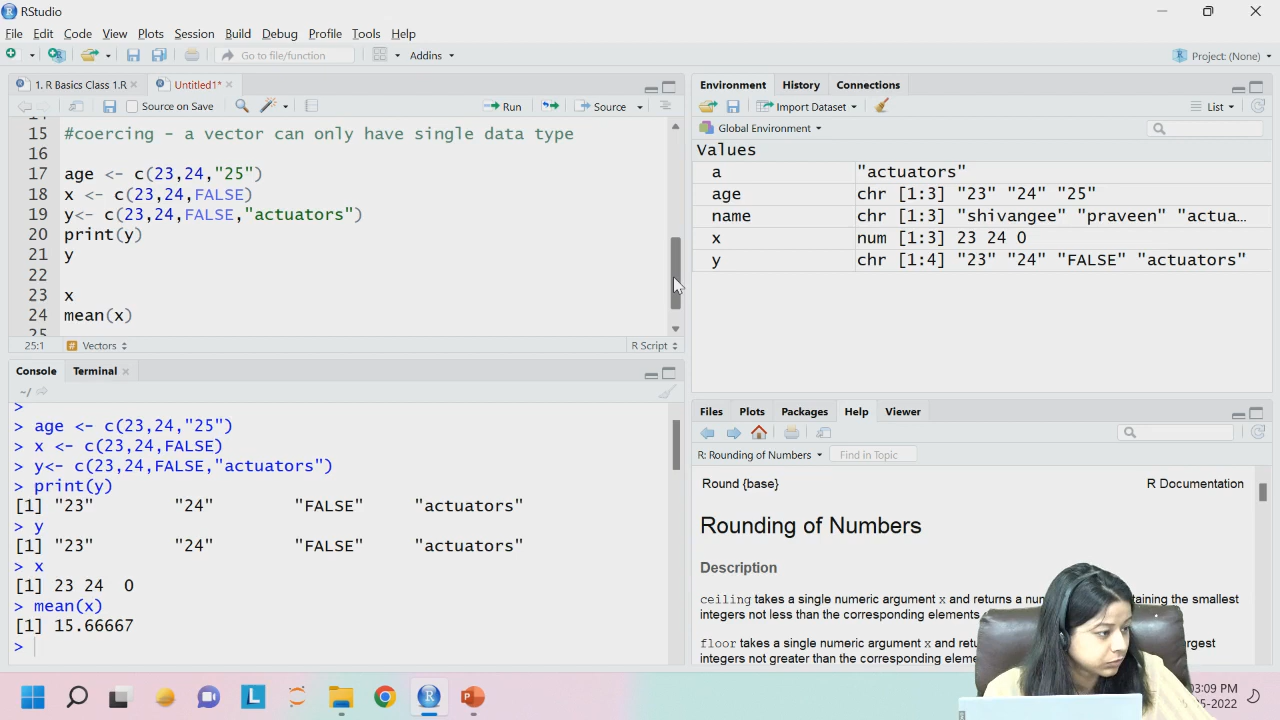 RStudio
File Edit Code View Plots Session Build Debug Profile Tools Help
Go to file/function Addins Project: (None)
1. R Basics Class 1.R Untitled1*
Source on Save Run Source
15 #coercing - a vector can only have single data type
16
17 age <- c(23,24,"25")
18 x <- c(23,24,FALSE)
19 y<- c(23,24,FALSE,"actuators")
20 print(y)
21 y
22
23 x
24 mean(x)
25
25:1 Vectors R Script
Console Terminal
~/
>
> age <- c(23,24,"25")
> x <- c(23,24,FALSE)
> y<- c(23,24,FALSE,"actuators")
> print(y)
[1] "23" "24" "FALSE" "actuators"
> y
[1] "23" "24" "FALSE" "actuators"
> x
[1] 23 24 0
> mean(x)
[1] 15.66667
>
Environment History Connections
Import Dataset List
Global Environment
Values
a "actuators"
age chr [1:3] "23" "24" "25"
name chr [1:3] "shivangee" "praveen" "actua…
x num [1:3] 23 24 0
y chr [1:4] "23" "24" "FALSE" "actuators"
Files Plots Packages Help Viewer
R: Rounding of Numbers Find in Topic
Round {base} R Documentation
Rounding of Numbers
Description
ceiling takes a single numeric argument x and returns a the smallest
integers not less than the corresponding elements
floor takes a single numeric argument x and
integers not greater than the corresponding
03:09 PM
2022